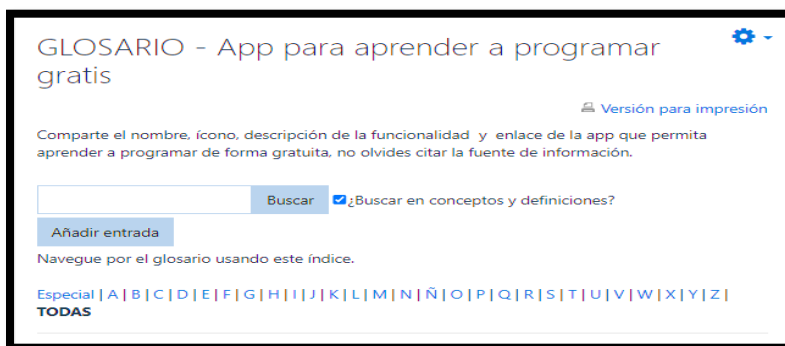 GLOSARIO - App para aprender a programar
gratis
Versión para impresión
Comparte el nombre, ícono, descripción de la funcionalidad y enlace de la app que permita
aprender a programar de forma gratuita, no olvides citar la fuente de información.
Buscar ¿Buscar en conceptos y definiciones?
Añadir entrada
Navegue por el glosario usando este índice.
Especial | A | B | C | D | E | F | G | H | I | J | K | L | M | N | Ñ | O | P | Q | R | S | T | U | V | W | X | Y | Z |
TODAS